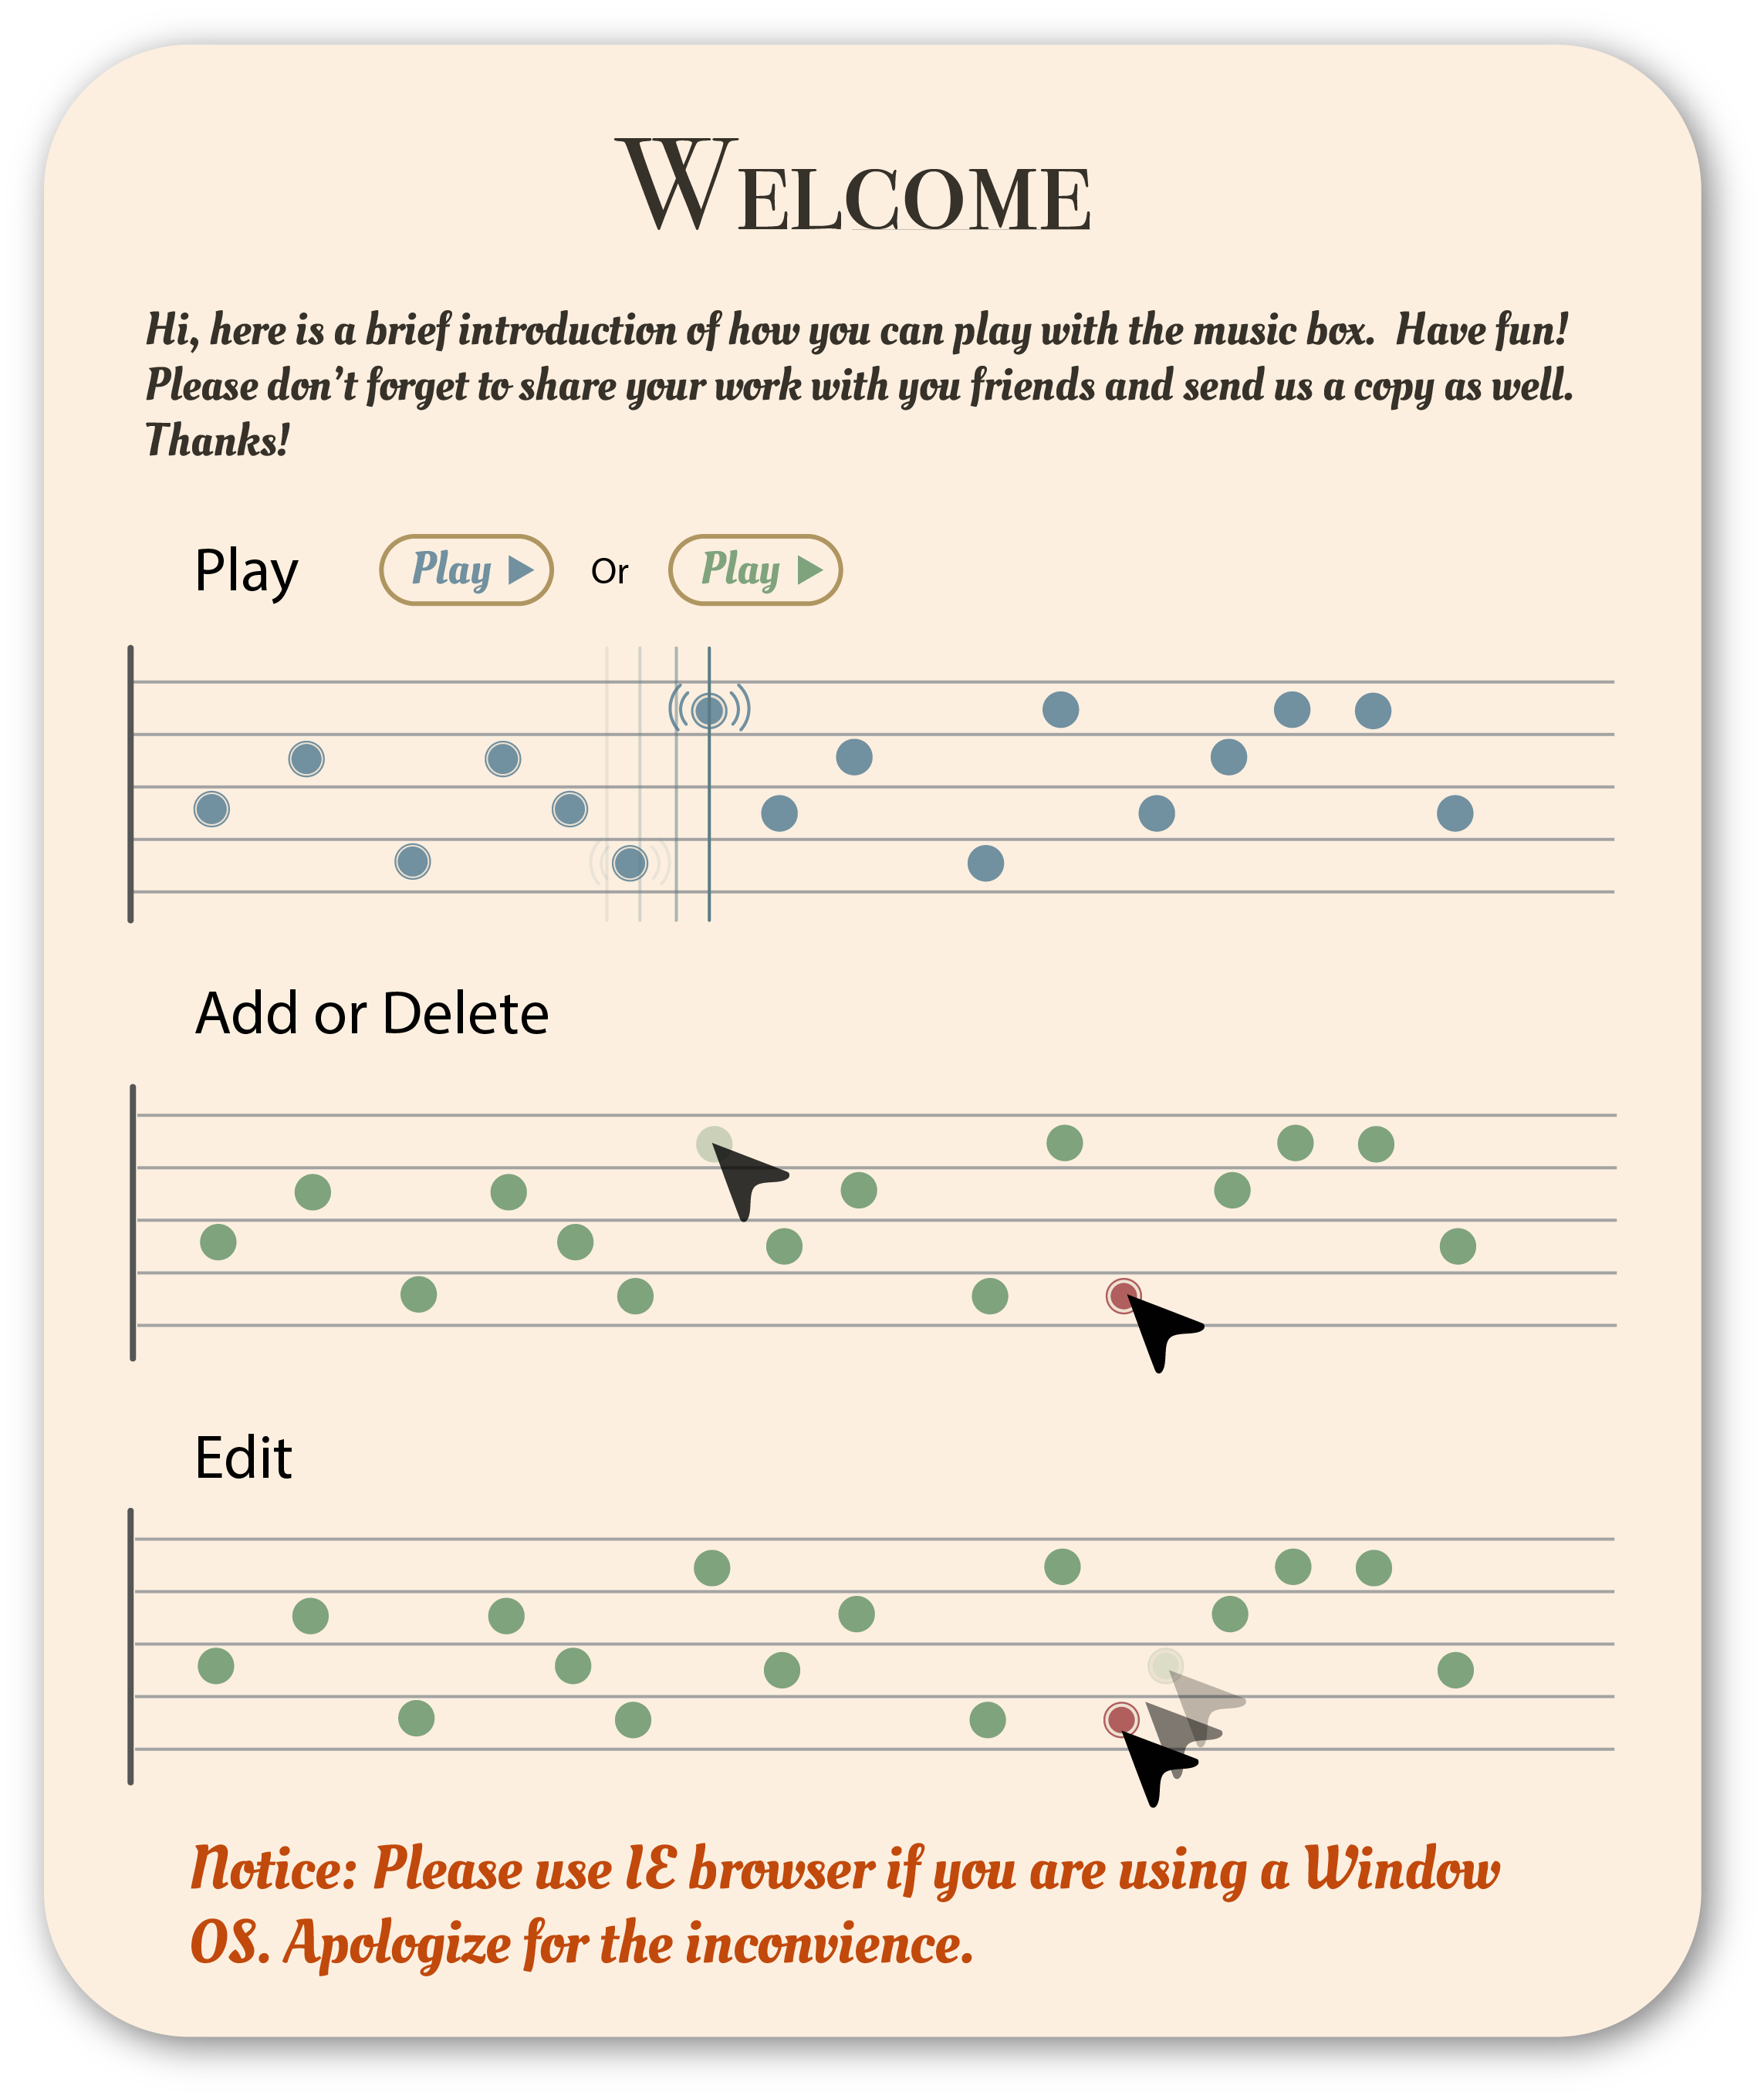 WELCOME
Hi, here is a brief introduction of how you can play with the music box. Have fun!
Please don't forget to share your work with you friends and send us a copy as well.
Thanks!
Play Play Or Play
Add or Delete
Edit
Notice: Please use IE browser if you are using a Window
OS. Apologize for the inconvience.